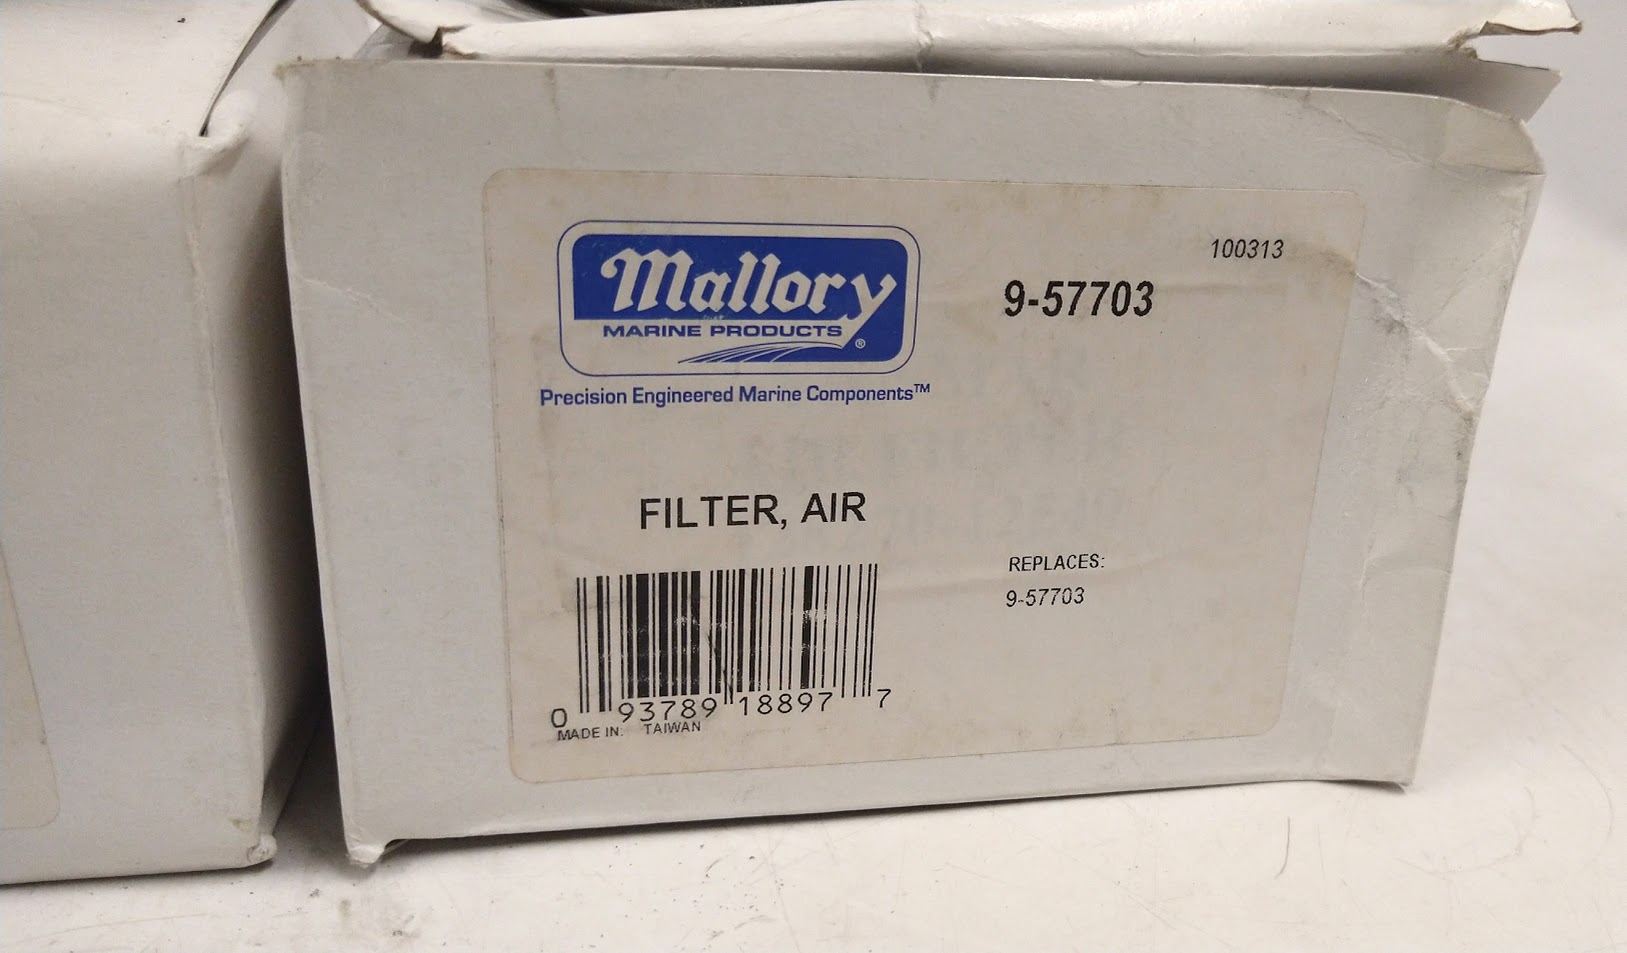 Mallory
MARINE PRODUCTS
®
Precision Engineered Marine Components™
100313
9-57703
FILTER, AIR
REPLACES:
9-57703
0 93789 18897 7
MADE IN: TAIWAN